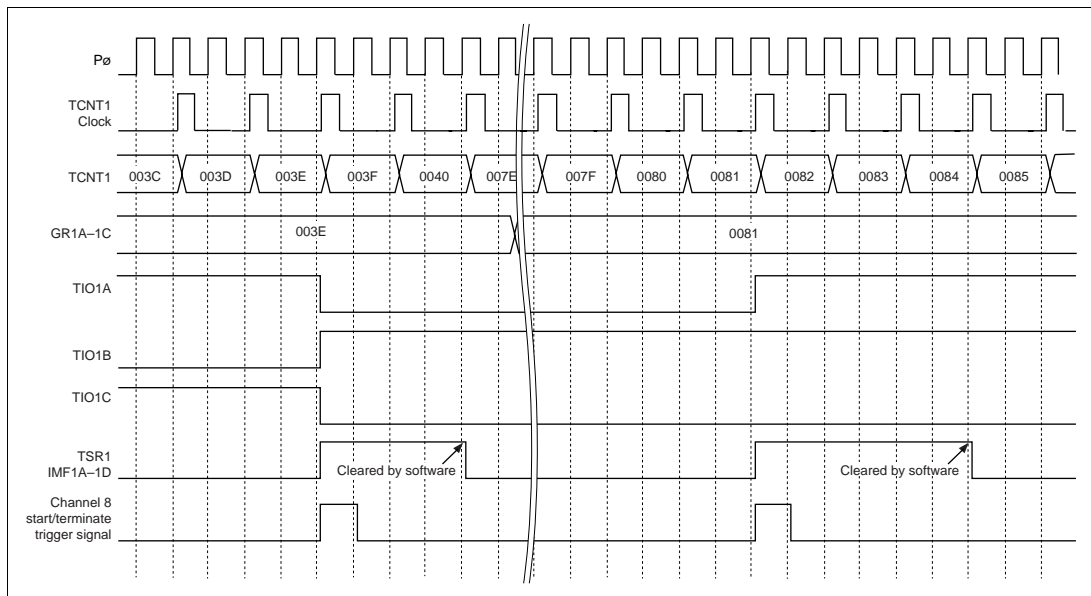 Pø
TCNT1
Clock
TCNT1
003C 003D 003E 003F 0040 007E 007F 0080 0081 0082 0083 0084 0085
GR1A–1C
003E 0081
TIO1A
TIO1B
TIO1C
TSR1
IMF1A–1D
Cleared by software Cleared by software
Channel 8
start/terminate
trigger signal